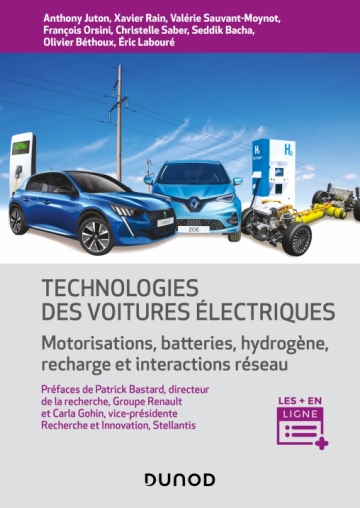 Anthony Juton, Xavier Rain, Valérie Sauvant-Moynot,
François Orsini, Christelle Saber, Seddik Bacha,
Olivier Béthoux, Éric Labouré
H₂
H₂
ZOE
TECHNOLOGIES
DES VOITURES ÉLECTRIQUES
Motorisations, batteries, hydrogène,
recharge et interactions réseau
Préfaces de Patrick Bastard, directeur
de la recherche, Groupe Renault
et Carla Gohin, vice-présidente
Recherche et Innovation, Stellantis
LES + EN
LIGNE
DUNOD